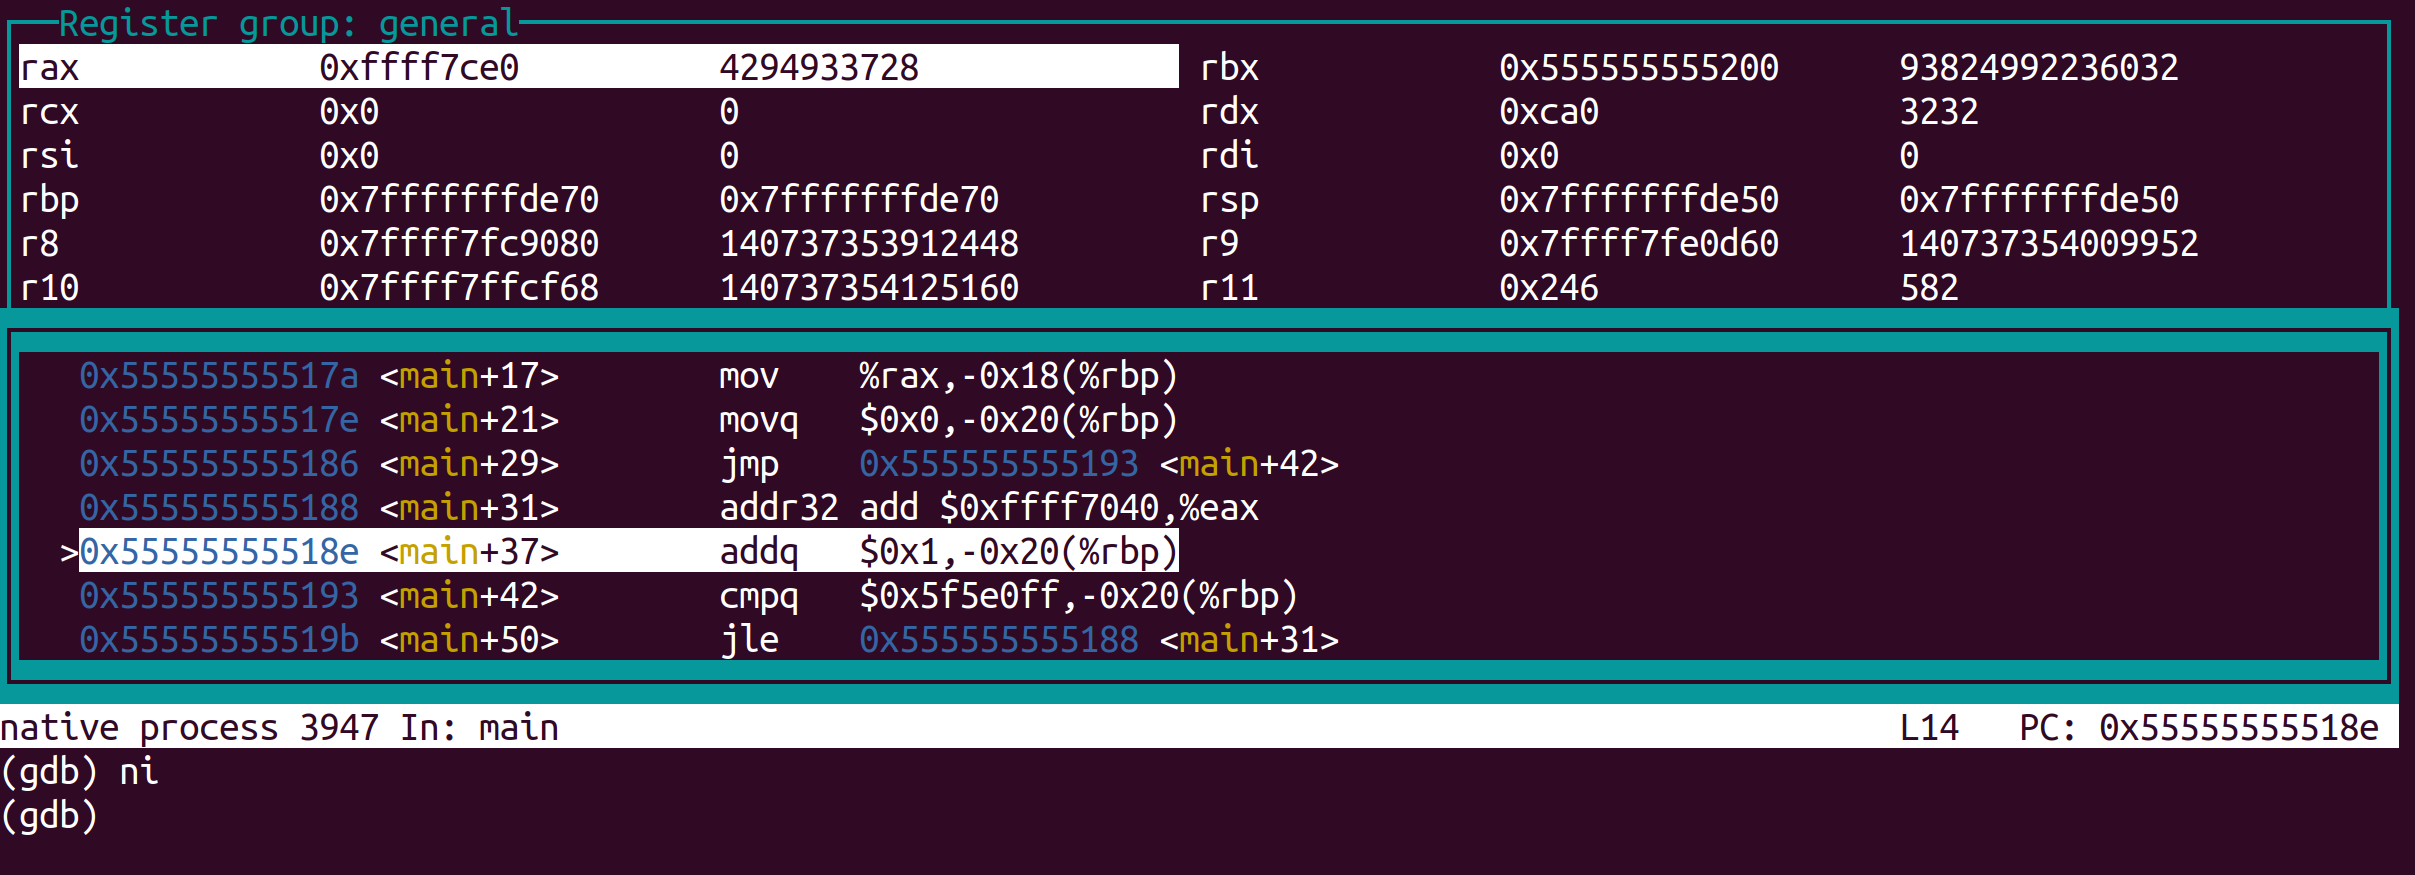 Register group: general
rax 0xffff7ce0 4294933728 rbx 0x555555555200 93824992236032
rcx 0x0 0 rdx 0xca0 3232
rsi 0x0 0 rdi 0x0 0
rbp 0x7fffffffde70 0x7fffffffde70 rsp 0x7fffffffde50 0x7fffffffde50
r8 0x7ffff7fc9080 140737353912448 r9 0x7ffff7fe0d60 140737354009952
r10 0x7ffff7ffcf68 140737354125160 r11 0x246 582
0x55555555517a <main+17> mov %rax,-0x18(%rbp)
0x55555555517e <main+21> movq $0x0,-0x20(%rbp)
0x555555555186 <main+29> jmp 0x555555555193 <main+42>
0x555555555188 <main+31> addr32 add $0xffff7040,%eax
>0x55555555518e <main+37> addq $0x1,-0x20(%rbp)
0x555555555193 <main+42> cmpq $0x5f5e0ff,-0x20(%rbp)
0x55555555519b <main+50> jle 0x555555555188 <main+31>
native process 3947 In: main L14 PC: 0x55555555518e
(gdb) ni
(gdb)